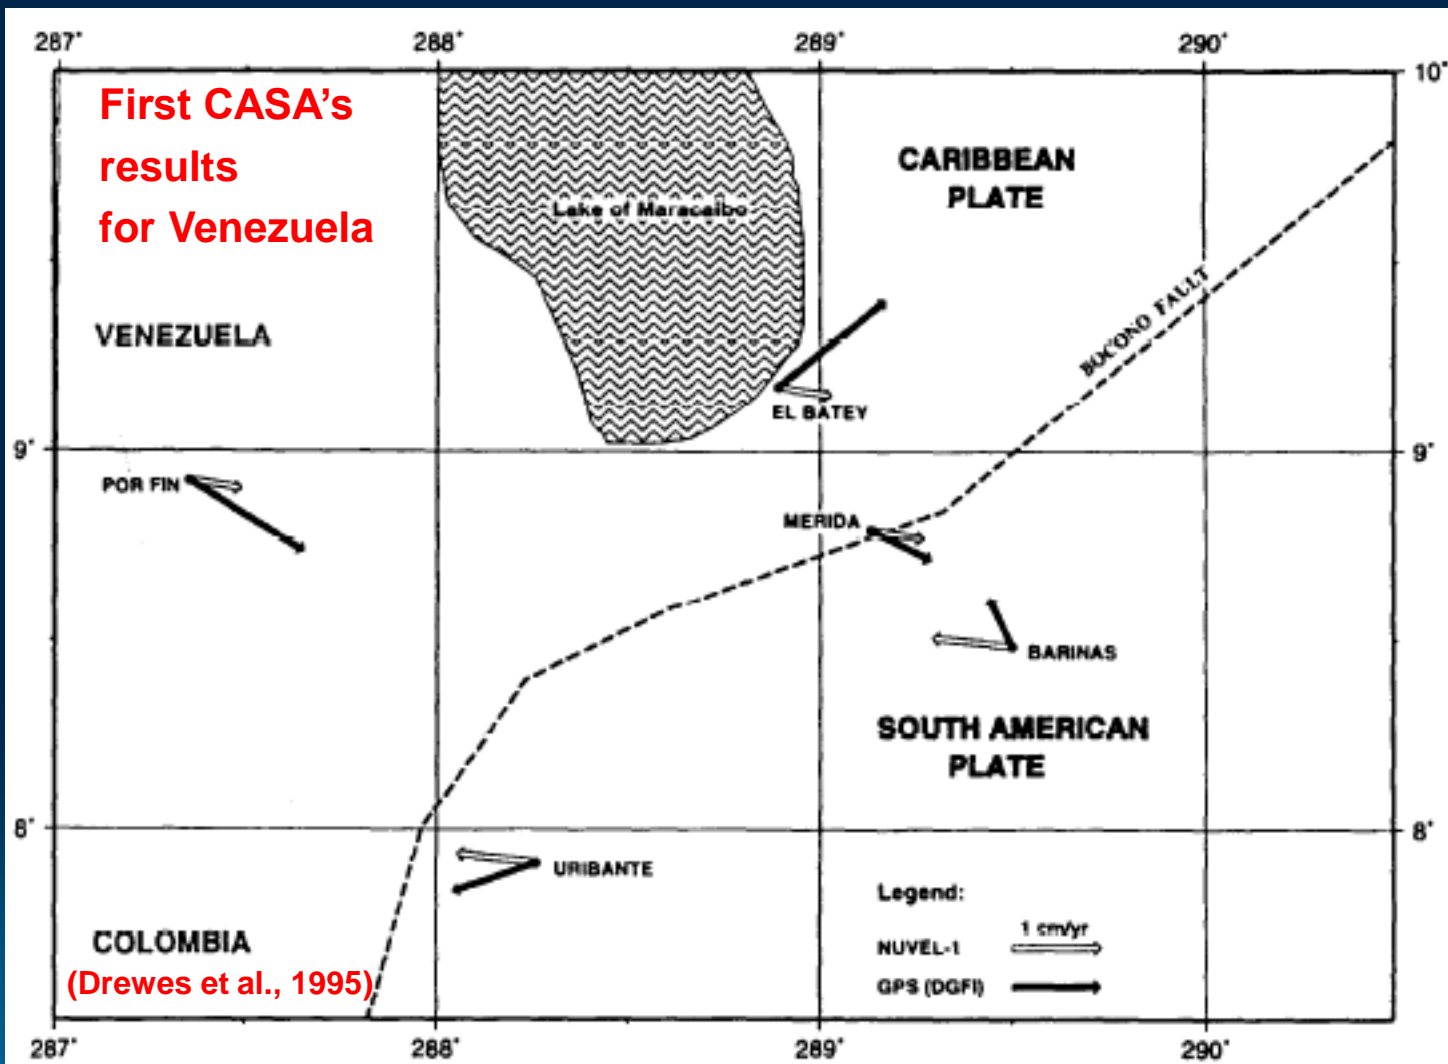 287° 288° 289° 290°
10°
First CASA's
results
for Venezuela
CARIBBEAN
PLATE
Lake of Maracaibo
BOCONO FAULT
VENEZUELA
EL BATEY
9° 9°
POR FIN
MERIDA
BARINAS
SOUTH AMERICAN
PLATE
8° 8°
URIBANTE
Legend:
1 cm/yr
COLOMBIA
NUVEL-1
(Drewes et al., 1995)
GPS (DGFI)
287° 288° 289° 290°